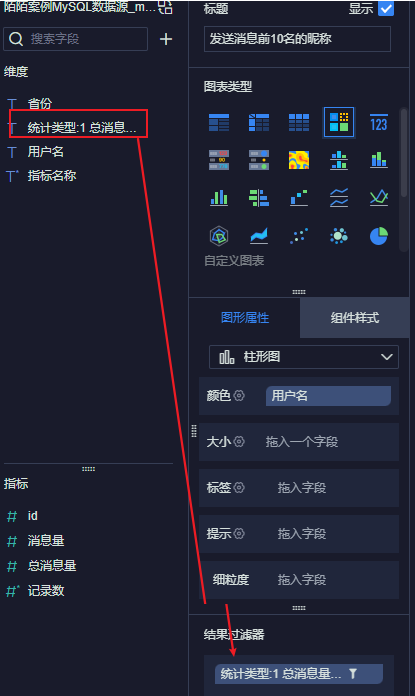 陌陌案例MySQL数据源_m...
搜索字段
维度
省份
统计类型:1 总消息...
用户名
指标名称
指标
id
消息量
总消息量
记录数
标题
显示
发送消息前10名的昵称
图表类型
123
自定义图表
图形属性
组件样式
柱形图
颜色
用户名
大小
拖入一个字段
标签
拖入字段
提示
拖入字段
细粒度
拖入字段
结果过滤器
统计类型:1 总消息量...